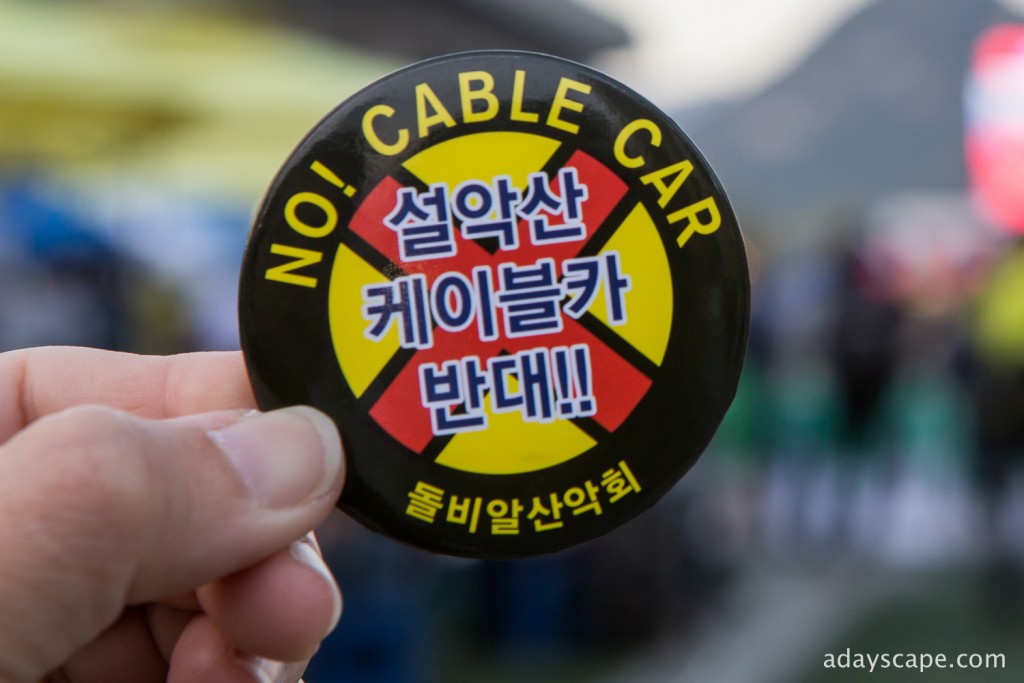 NO! CABLE CAR
설악산
케이블카
반대!!
돌비알산악회
adayscape.com